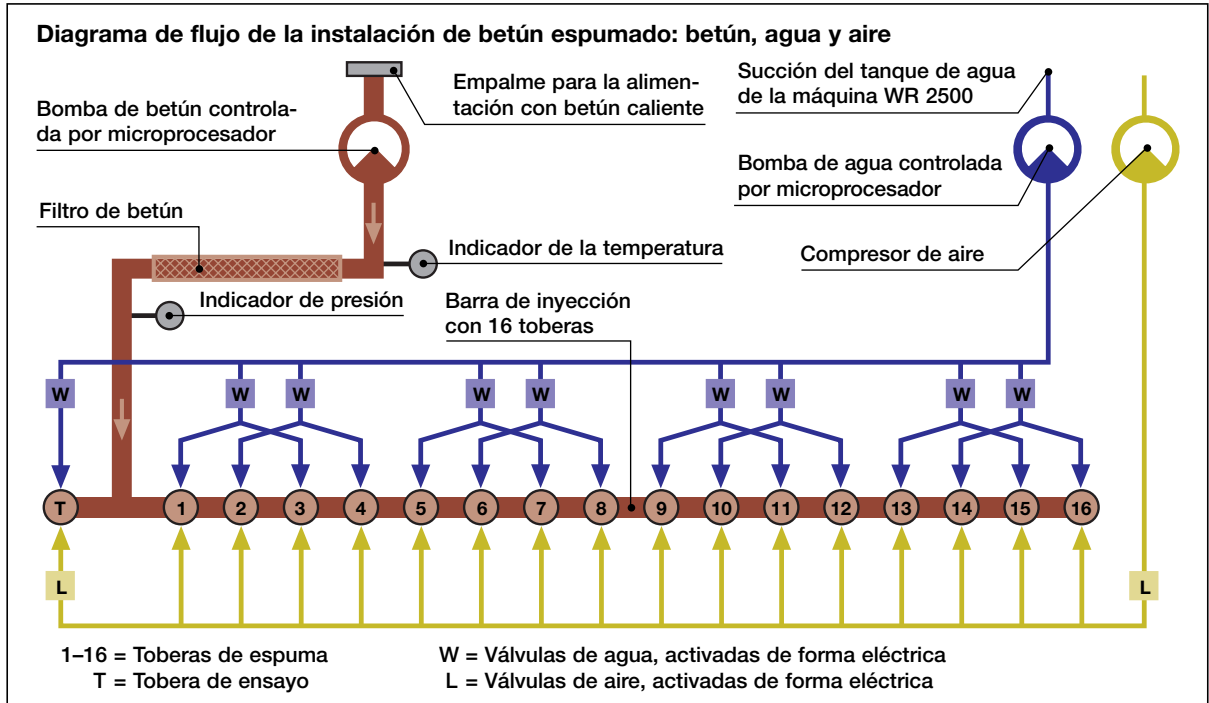 Diagrama de flujo de la instalación de betún espumado: betún, agua y aire
Bomba de betún controla-
da por microprocesador
Empalme para la alimen-
tación con betún caliente
Succión del tanque de agua
de la máquina WR 2500
Bomba de agua controlada
por microprocesador
Filtro de betún
Indicador de la temperatura
Compresor de aire
Indicador de presión
Barra de inyección
con 16 toberas
W W W W W W W W W
T 1 2 3 4 5 6 7 8 9 10 11 12 13 14 15 16
L L
1–16 = Toberas de espuma
T = Tobera de ensayo
W = Válvulas de agua, activadas de forma eléctrica
L = Válvulas de aire, activadas de forma eléctrica